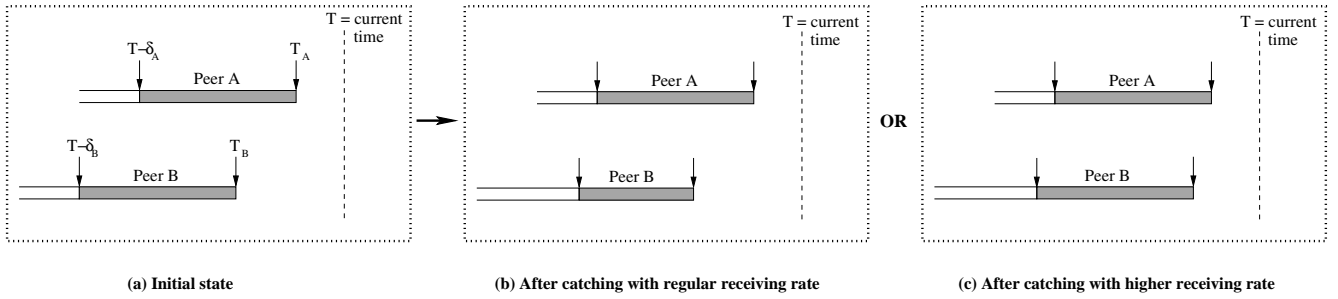 T = current
time
T−δA
TA
Peer A
T−δB
TB
Peer B
(a) Initial state
T = current
time
Peer A
Peer B
(b) After catching with regular receiving rate
OR
T = current
time
Peer A
Peer B
(c) After catching with higher receiving rate